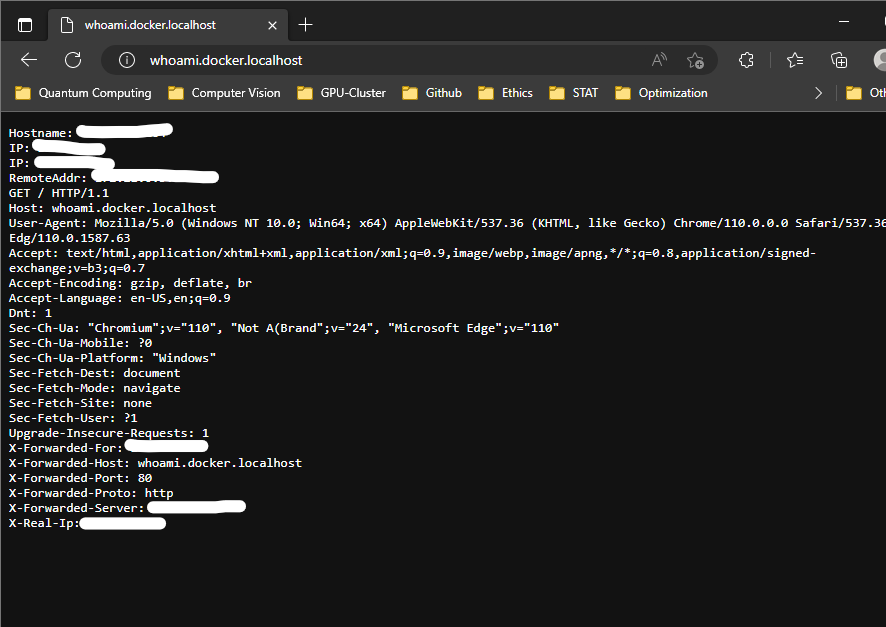 whoami.docker.localhost
whoami.docker.localhost
Quantum Computing Computer Vision GPU-Cluster Github Ethics STAT Optimization Oth
Hostname:
IP:
IP:
RemoteAddr:
GET / HTTP/1.1
Host: whoami.docker.localhost
User-Agent: Mozilla/5.0 (Windows NT 10.0; Win64; x64) AppleWebKit/537.36 (KHTML, like Gecko) Chrome/110.0.0.0 Safari/537.36
Edg/110.0.1587.63
Accept: text/html,application/xhtml+xml,application/xml;q=0.9,image/webp,image/apng,*/*;q=0.8,application/signed-
exchange;v=b3;q=0.7
Accept-Encoding: gzip, deflate, br
Accept-Language: en-US,en;q=0.9
Dnt: 1
Sec-Ch-Ua: "Chromium";v="110", "Not A(Brand";v="24", "Microsoft Edge";v="110"
Sec-Ch-Ua-Mobile: ?0
Sec-Ch-Ua-Platform: "Windows"
Sec-Fetch-Dest: document
Sec-Fetch-Mode: navigate
Sec-Fetch-Site: none
Sec-Fetch-User: ?1
Upgrade-Insecure-Requests: 1
X-Forwarded-For:
X-Forwarded-Host: whoami.docker.localhost
X-Forwarded-Port: 80
X-Forwarded-Proto: http
X-Forwarded-Server:
X-Real-Ip: